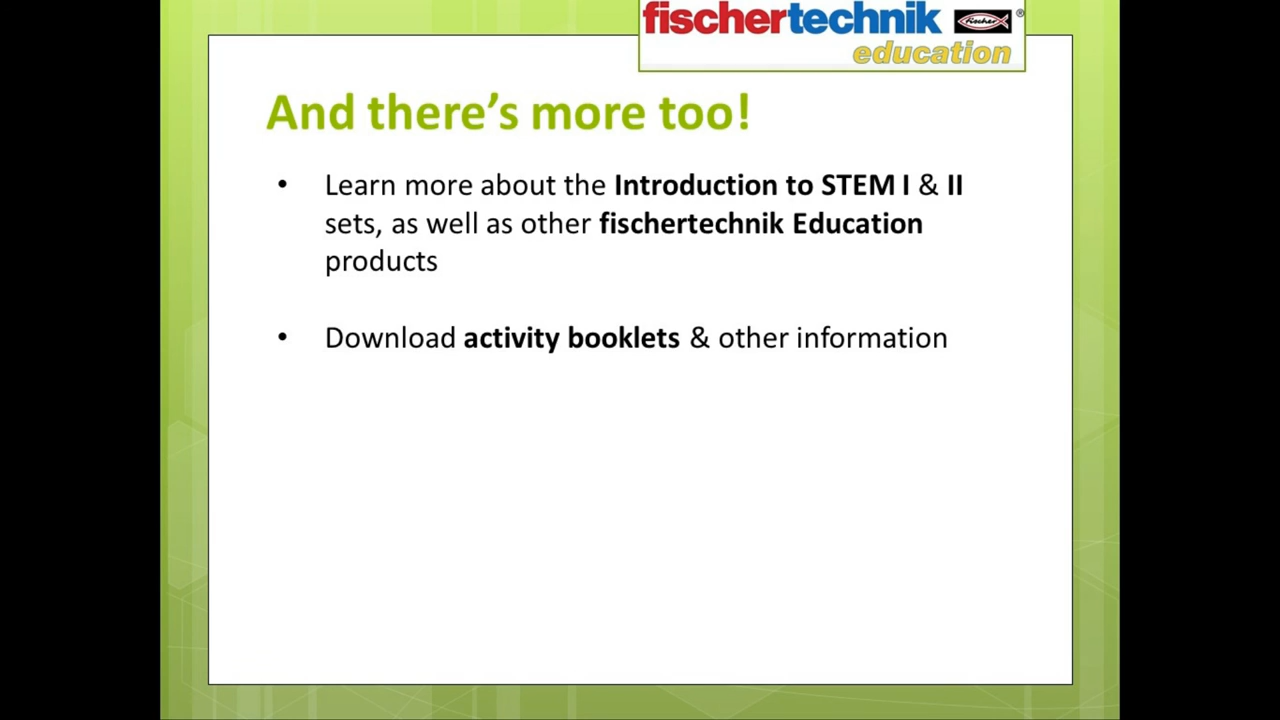 fischertechnik fischer ®
education
And there's more too!
• Learn more about the Introduction to STEM I & II
sets, as well as other fischertechnik Education
products
• Download activity booklets & other information